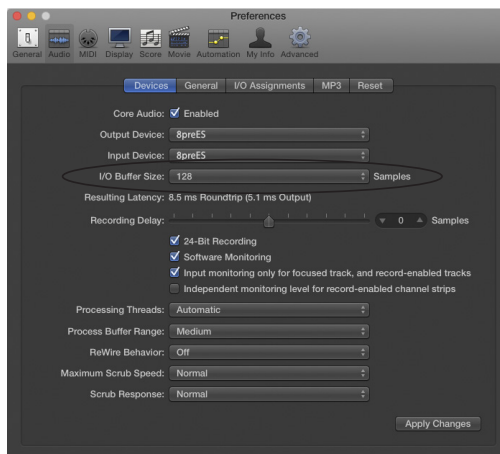 Preferences
General Audio MIDI Display Score Movie Automation My Info Advanced
Devices General I/O Assignments MP3 Reset
Core Audio: Enabled
Output Device: 8preES
Input Device: 8preES
I/O Buffer Size: 128 Samples
Resulting Latency: 8.5 ms Roundtrip (5.1 ms Output)
Recording Delay: 0 Samples
24-Bit Recording
Software Monitoring
Input monitoring only for focused track, and record-enabled tracks
Independent monitoring level for record-enabled channel strips
Processing Threads: Automatic
Process Buffer Range: Medium
ReWire Behavior: Off
Maximum Scrub Speed: Normal
Scrub Response: Normal
Apply Changes